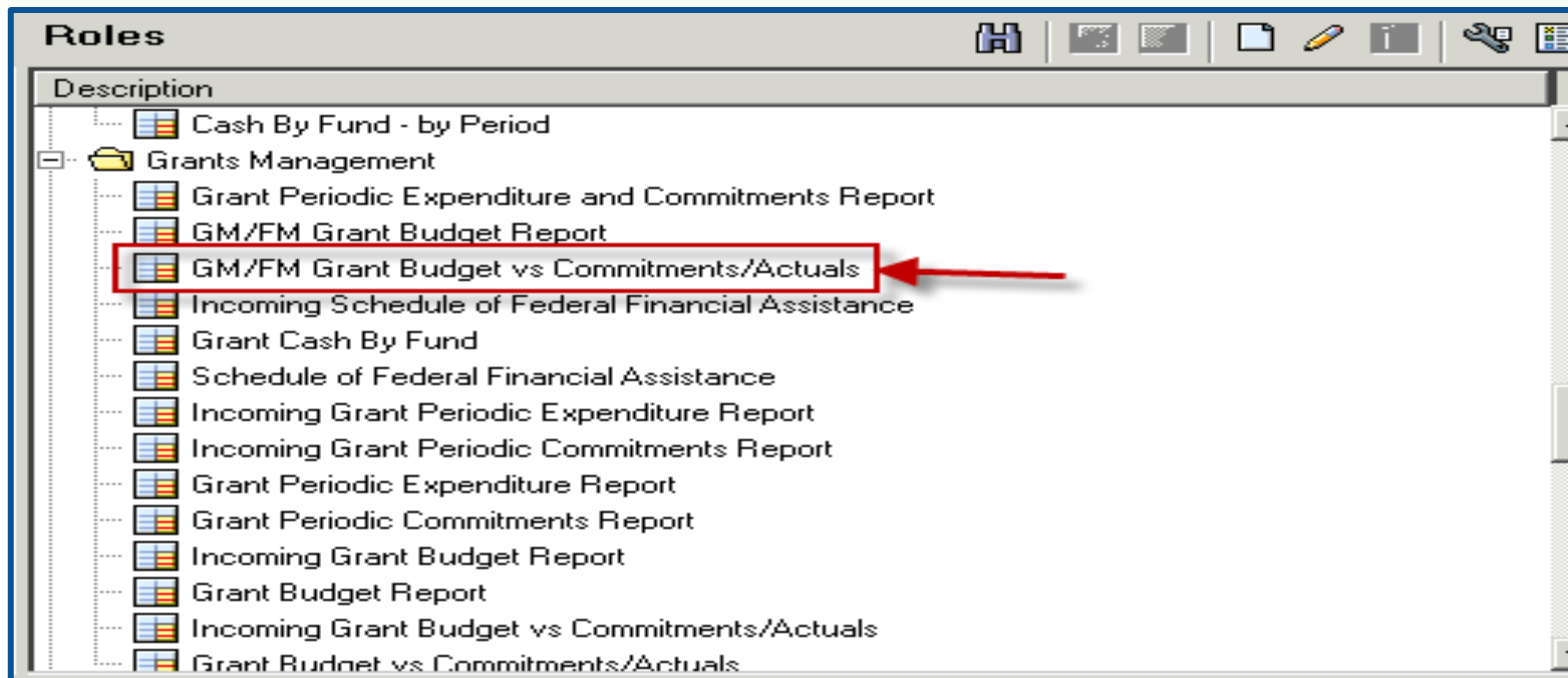 Roles
Description
Cash By Fund - by Period
Grants Management
Grant Periodic Expenditure and Commitments Report
GM/FM Grant Budget Report
GM/FM Grant Budget vs Commitments/Actuals
Incoming Schedule of Federal Financial Assistance
Grant Cash By Fund
Schedule of Federal Financial Assistance
Incoming Grant Periodic Expenditure Report
Incoming Grant Periodic Commitments Report
Grant Periodic Expenditure Report
Grant Periodic Commitments Report
Incoming Grant Budget Report
Grant Budget Report
Incoming Grant Budget vs Commitments/Actuals
Grant Budget vs Commitments/Actuals